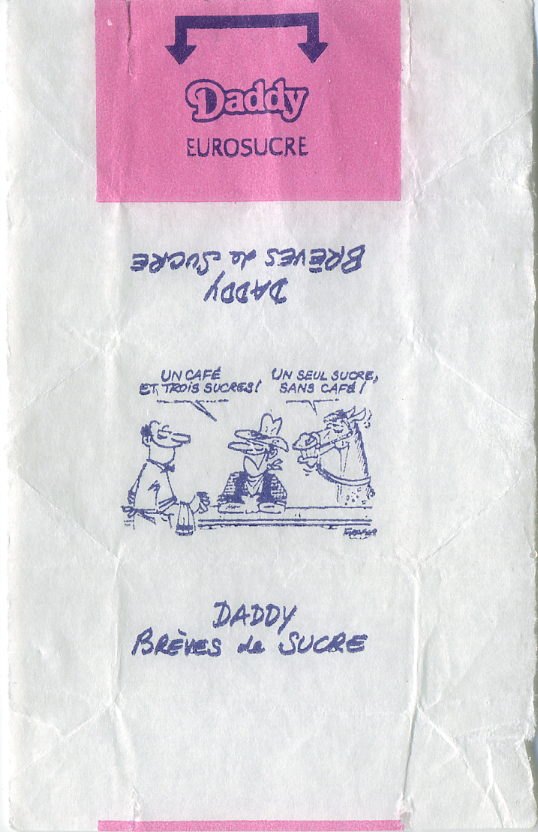 Daddy
EUROSUCRE
DADDY
BRÈVES de SUCRE
UN CAFÉ
ET TROIS SUCRES!
UN SEUL SUCRE,
SANS CAFÉ!
DADDY
BRÈVES de SUCRE